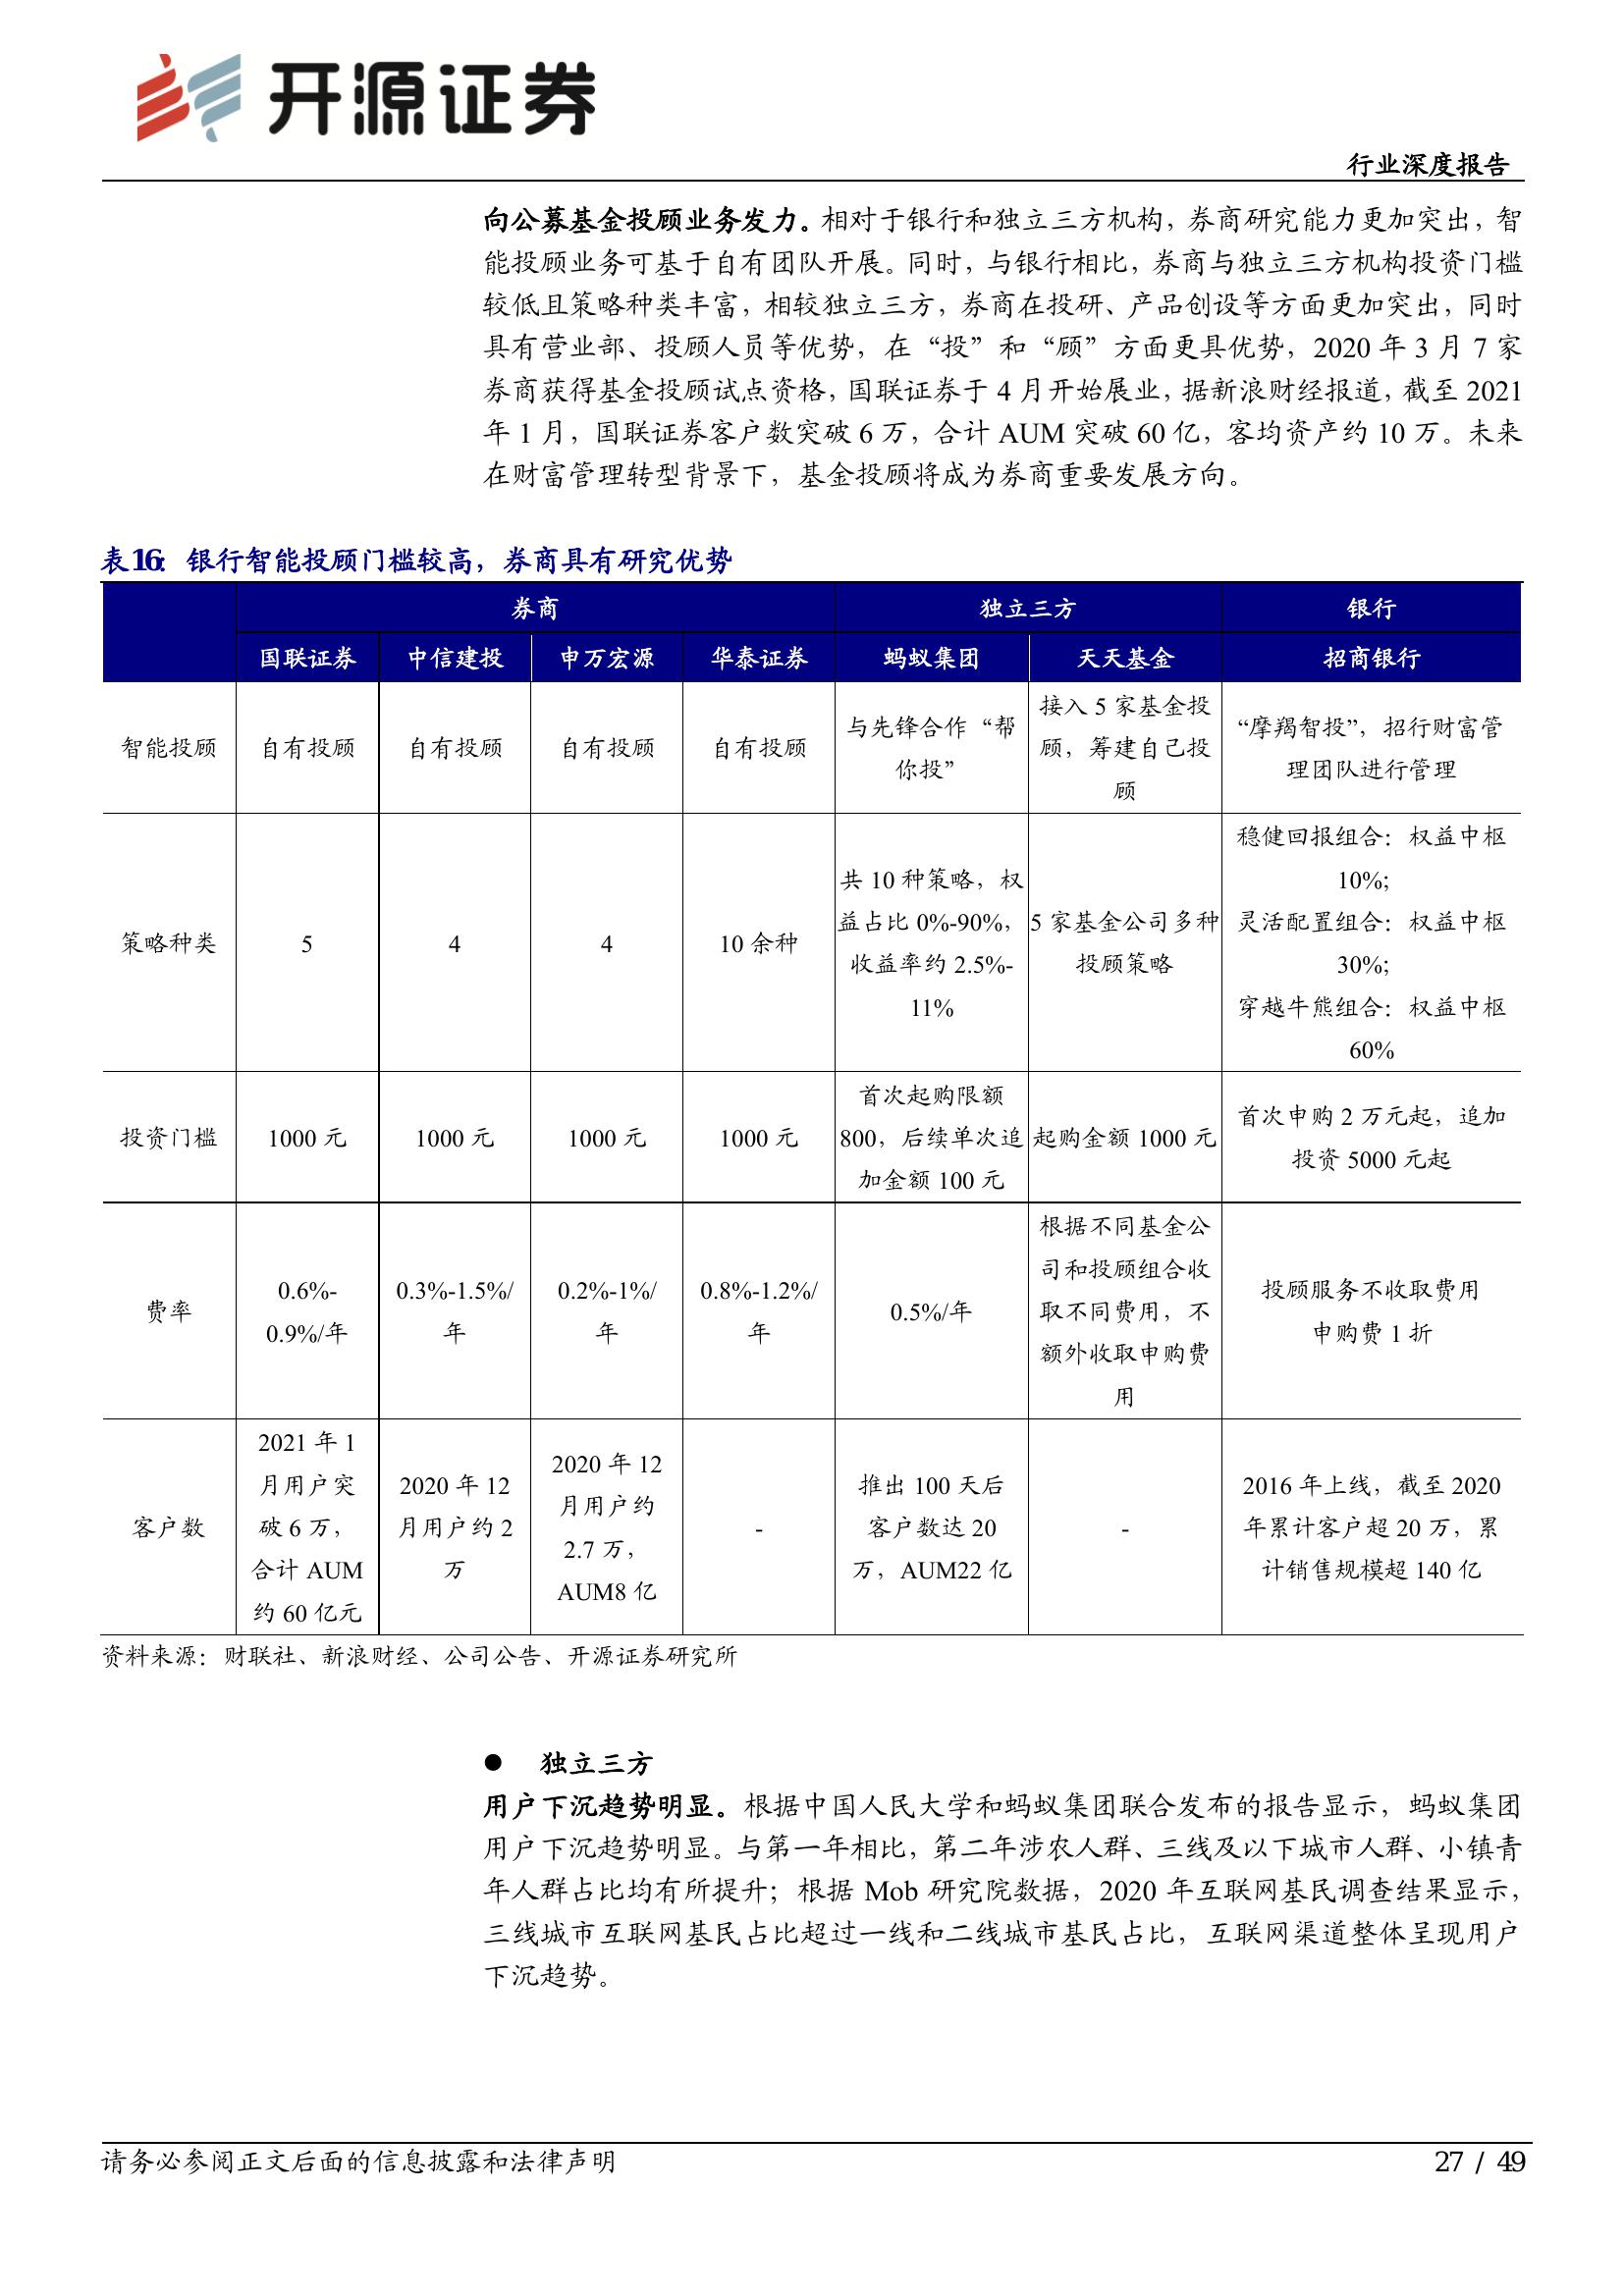 开源证券
行业深度报告
向公募基金投顾业务发力。相对于银行和独立三方机构，券商研究能力更加突出，智
能投顾业务可基于自有团队开展。同时，与银行相比，券商与独立三方机构投资门槛
较低且策略种类丰富，相较独立三方，券商在投研、产品创设等方面更加突出，同时
具有营业部、投顾人员等优势，在“投”和“顾”方面更具优势，2020 年 3 月 7 家
券商获得基金投顾试点资格，国联证券于 4 月开始展业，据新浪财经报道，截至 2021
年 1 月，国联证券客户数突破 6 万，合计 AUM 突破 60 亿，客均资产约 10 万。未来
在财富管理转型背景下，基金投顾将成为券商重要发展方向。
表16：银行智能投顾门槛较高，券商具有研究优势
券商 独立三方 银行
国联证券 中信建投 申万宏源 华泰证券 蚂蚁集团 天天基金 招商银行
智能投顾
自有投顾
自有投顾
自有投顾
自有投顾
与先锋合作“帮
你投”
接入 5 家基金投
顾，筹建自己投
顾
“摩羯智投”，招行财富管
理团队进行管理
策略种类
5
4
4
10 余种
共 10 种策略，权
益占比 0%-90%，
收益率约 2.5%-
11%
5 家基金公司多种
投顾策略
稳健回报组合：权益中枢
10%;
灵活配置组合：权益中枢
30%;
穿越牛熊组合：权益中枢
60%
投资门槛
1000 元
1000 元
1000 元
1000 元
首次起购限额
800，后续单次追
加金额 100 元
起购金额 1000 元
首次申购 2 万元起，追加
投资 5000 元起
费率
0.6%-
0.9%/年
0.3%-1.5%/
年
0.2%-1%/
年
0.8%-1.2%/
年
0.5%/年
根据不同基金公
司和投顾组合收
取不同费用，不
额外收取申购费
用
投顾服务不收取费用
申购费 1 折
客户数
2021 年 1
月用户突
破 6 万，
合计 AUM
约 60 亿元
2020 年 12
月用户约 2
万
2020 年 12
月用户约
2.7 万，
AUM8 亿
-
推出 100 天后
客户数达 20
万，AUM22 亿
-
2016 年上线，截至 2020
年累计客户超 20 万，累
计销售规模超 140 亿
资料来源：财联社、新浪财经、公司公告、开源证券研究所
● 独立三方
用户下沉趋势明显。根据中国人民大学和蚂蚁集团联合发布的报告显示，蚂蚁集团
用户下沉趋势明显。与第一年相比，第二年涉农人群、三线及以下城市人群、小镇青
年人群占比均有所提升；根据 Mob 研究院数据，2020 年互联网基民调查结果显示，
三线城市互联网基民占比超过一线和二线城市基民占比，互联网渠道整体呈现用户
下沉趋势。
请务必参阅正文后面的信息披露和法律声明
27 / 49